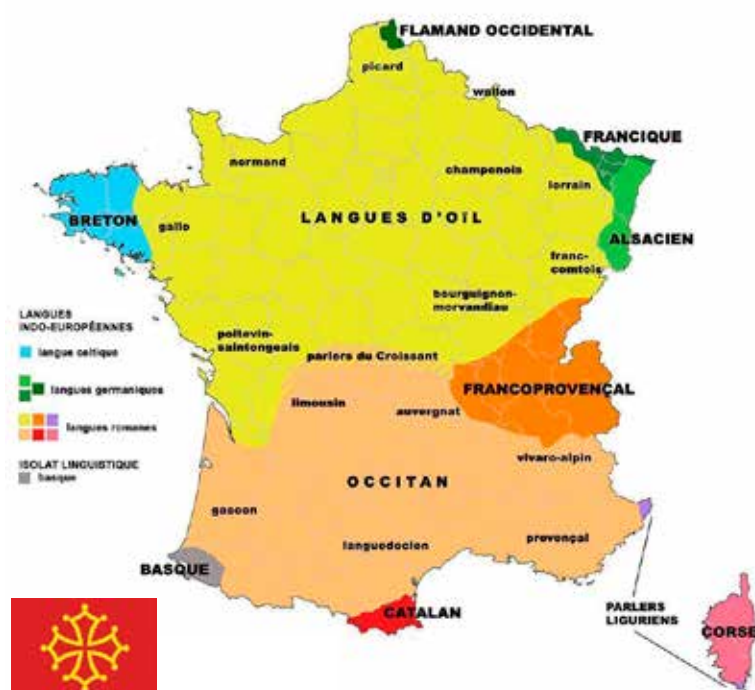 FLAMAND OCCIDENTAL
picard
wallon
FRANCIQUE
normand
champenois
lorrain
LANGUES D'OÏL
BRETON
gallo
ALSACIEN
franc-
comtois
bourguignon-
morvandiau
LANGUES
INDO-EUROPÉENNES
langue celtique
langues germaniques
langues romanes
ISOLAT LINGUISTIQUE
basque
poitevin-
saintongeais
parlers du Croissant
FRANCOPROVENÇAL
limousin
auvergnat
vivaro-alpin
OCCITAN
gascon
languedocien
provençal
BASQUE
CATALAN
PARLERS
LIGURIENS
CORSE